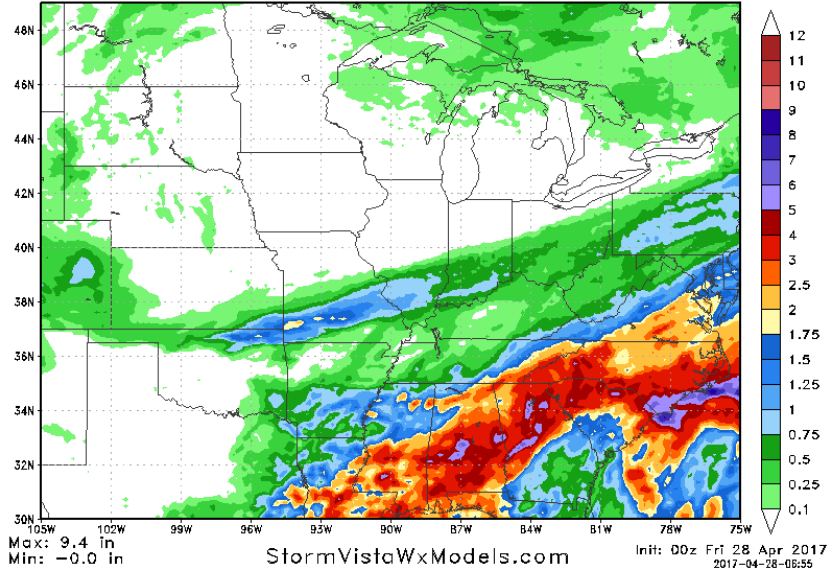 48N
46N
44N
42N
40N
38N
36N
34N
32N
30N
105W 102W 99W 96W 93W 90W 87W 84W 81W 78W 75W
12
11
10
9
8
7
6
5
4
3
2.5
2
1.75
1.5
1.25
1
0.75
0.5
0.25
0.1
Max: 9.4 in
Min: -0.0 in
StormVistaWxModels.com
Init: 00z Fri 28 Apr 2017
2017-04-28-06:55